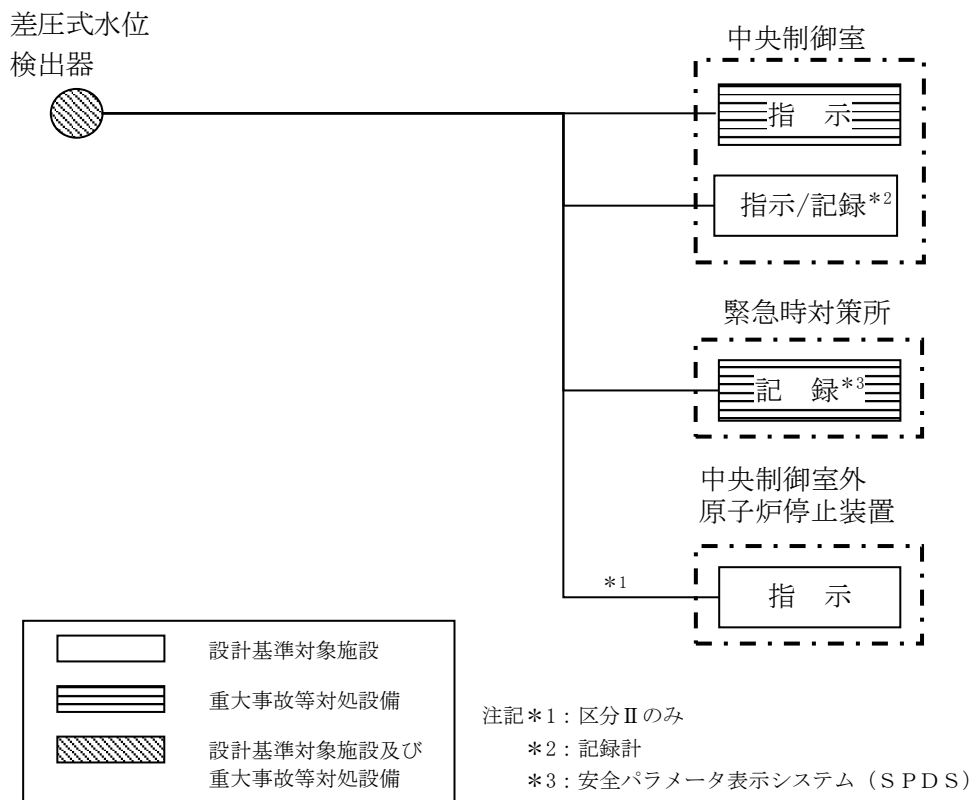 差圧式水位
検出器
中央制御室
指　示
指示/記録*2
緊急時対策所
記　録*3
中央制御室外
原子炉停止装置
*1
指　示
設計基準対象施設
重大事故等対処設備
設計基準対象施設及び
重大事故等対処設備
注記*1：区分Ⅱのみ
*2：記録計
*3：安全パラメータ表示システム（ＳＰＤＳ）